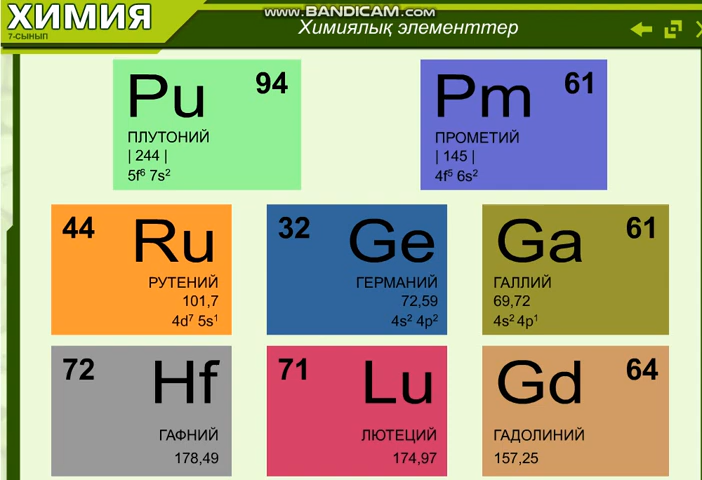 ХИМИЯ
7-СЫНЫП
www.BANDICAM.com
Химиялық элементтер
Pu 94
ПЛУТОНИЙ
| 244 |
5f⁶ 7s²
Pm 61
ПРОМЕТИЙ
| 145 |
4f⁵ 6s²
44 Ru
РУТЕНИЙ
101,7
4d⁷ 5s¹
32 Ge
ГЕРМАНИЙ
72,59
4s² 4p²
Ga 61
ГАЛЛИЙ
69,72
4s² 4p¹
72 Hf
ГАФНИЙ
178,49
71 Lu
ЛЮТЕЦИЙ
174,97
Gd 64
ГАДОЛИНИЙ
157,25